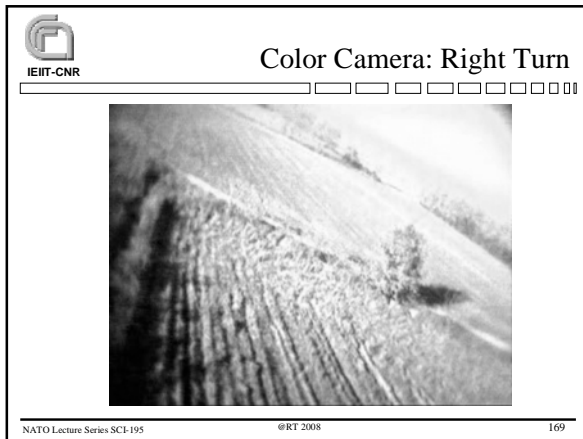 IEIIT-CNR
Color Camera: Right Turn
NATO Lecture Series SCI-195
@RT 2008
169